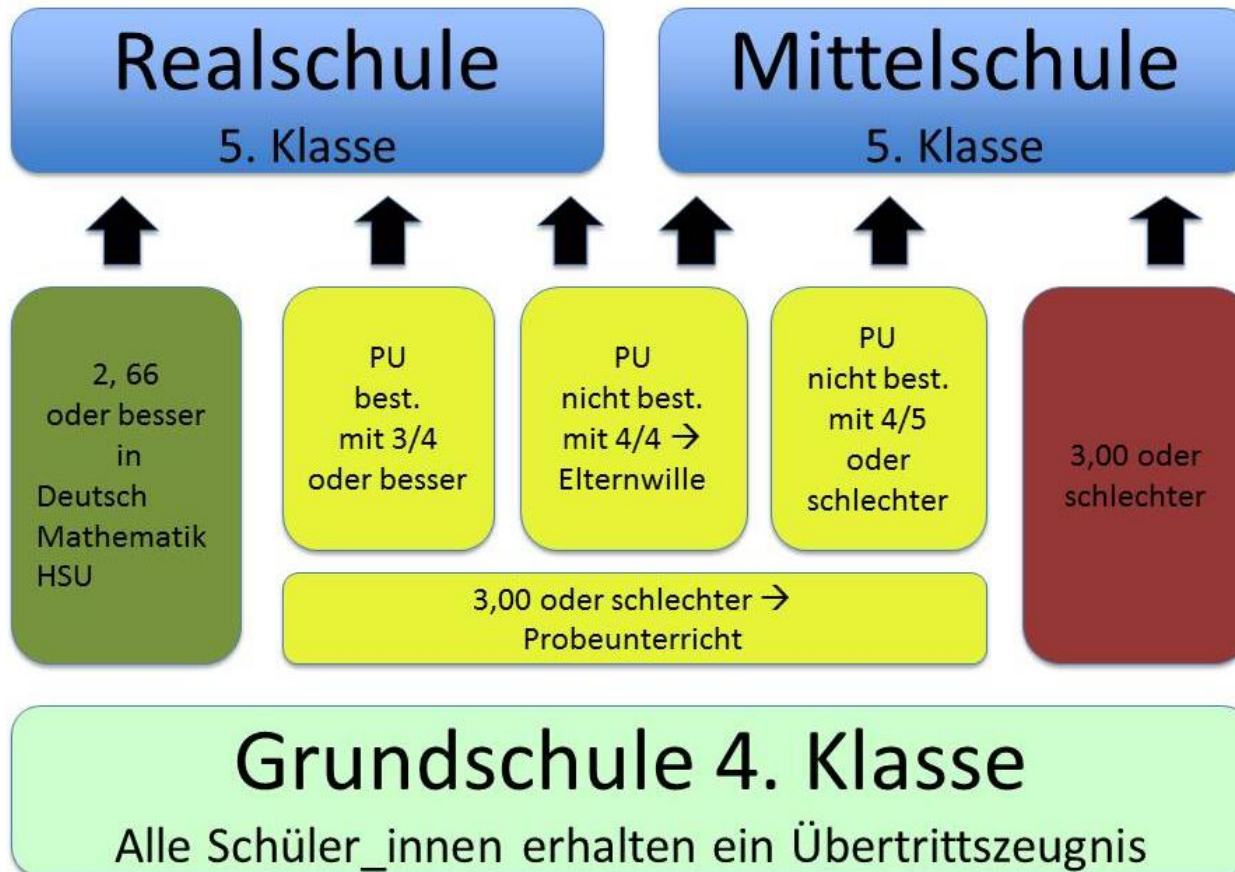 Realschule
5. Klasse
Mittelschule
5. Klasse
2, 66
oder besser
in
Deutsch
Mathematik
HSU
PU
best.
mit 3/4
oder besser
PU
nicht best.
mit 4/4 →
Elternwille
PU
nicht best.
mit 4/5
oder
schlechter
3,00 oder
schlechter
3,00 oder schlechter →
Probeunterricht
Grundschule 4. Klasse
Alle Schüler_innen erhalten ein Übertrittszeugnis